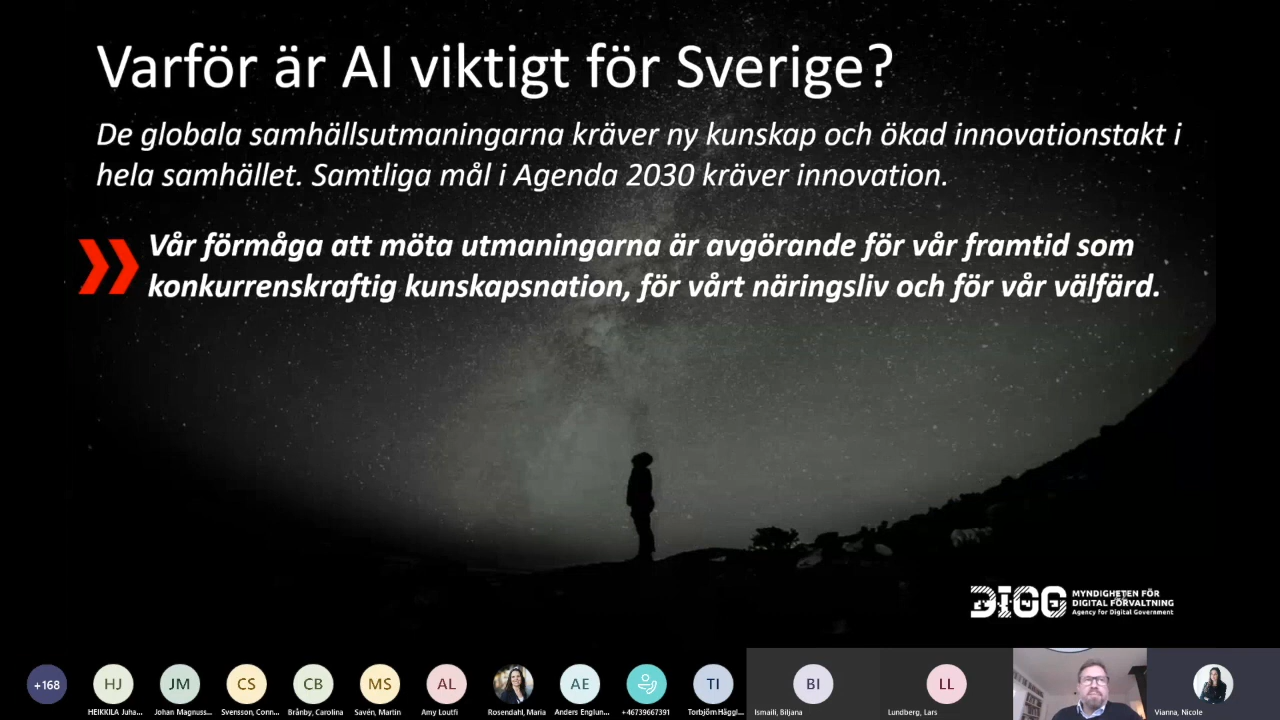 Varför är AI viktigt för Sverige?
De globala samhällsutmaningarna kräver ny kunskap och ökad innovationstakt i
hela samhället. Samtliga mål i Agenda 2030 kräver innovation.
Vår förmåga att möta utmaningarna är avgörande för vår framtid som
konkurrenskraftig kunskapsnation, för vårt näringsliv och för vår välfärd.
DIGG
MYNDIGHETEN FÖR
DIGITAL FÖRVALTNING
Agency for Digital Government
+168 HJ JM CS CB MS AL AE TI BI LL
HEIKKILA Juha... Johan Magnuss... Svensson, Conn... Brånby, Carolina Savén, Martin Amy Loutfi Rosendahl, Maria Anders Englun... +46739667391 Torbjörn Häggl... Ismaili, Biljana Lundberg, Lars Vianna, Nicole